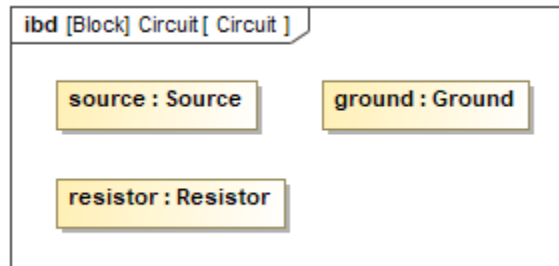 ibd [Block] Circuit[ Circuit ]
source : Source
ground : Ground
resistor : Resistor